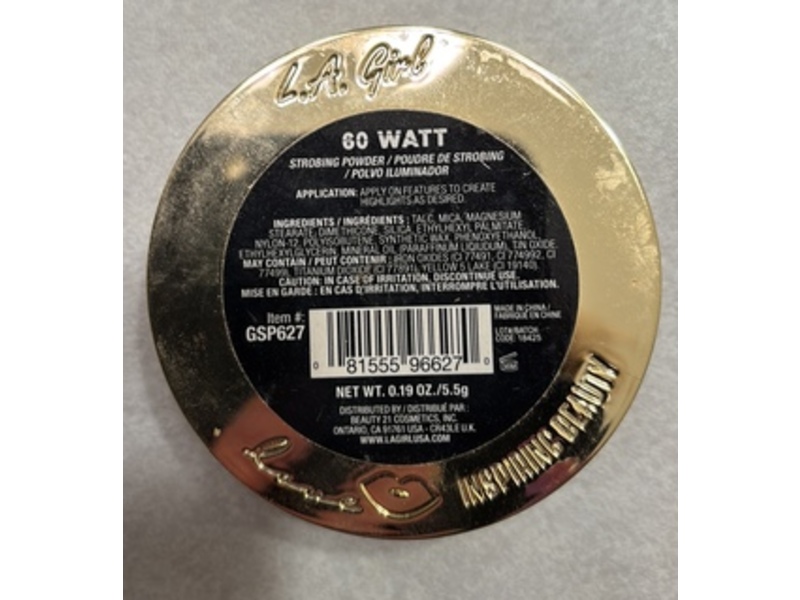 L.A. Girl
60 WATT
STROBING POWDER / POUDRE DE STROBING
/ POLVO ILUMINADOR
APPLICATION: APPLY ON FEATURES TO CREATE
HIGHLIGHTS AS DESIRED.
INGREDIENTS / INGRÉDIENTS : TALC, MICA, MAGNESIUM
STEARATE, DIMETHICONE, SILICA, ETHYLHEXYL PALMITATE,
NYLON-12, POLYISOBUTENE, SYNTHETIC WAX, PHENOXYETHANOL,
ETHYLHEXYLGLYCERIN, MINERAL OIL (PARAFFINUM LIQUIDUM), TIN OXIDE.
MAY CONTAIN / PEUT CONTENIR : IRON OXIDES (CI 77491, CI 774992, CI
77499), TITANIUM DIOXIDE (CI 77891), YELLOW 5 LAKE (CI 19140).
CAUTION: IN CASE OF IRRITATION, DISCONTINUE USE.
MISE EN GARDE : EN CAS D'IRRITATION, INTERROMPRE L'UTILISATION.
Item #:
GSP627
MADE IN CHINA /
FABRIQUÉ EN CHINE
LOT#/BATCH
CODE: 18425
0 81555 96627 0
NET WT. 0.19 OZ./5.5g
DISTRIBUTED BY / DISTRIBUÉ PAR :
BEAUTY 21 COSMETICS, INC.
ONTARIO, CA 91761 USA - CR43LE U.K.
WWW.LAGIRLUSA.COM
love
INSPIRING BEAUTY